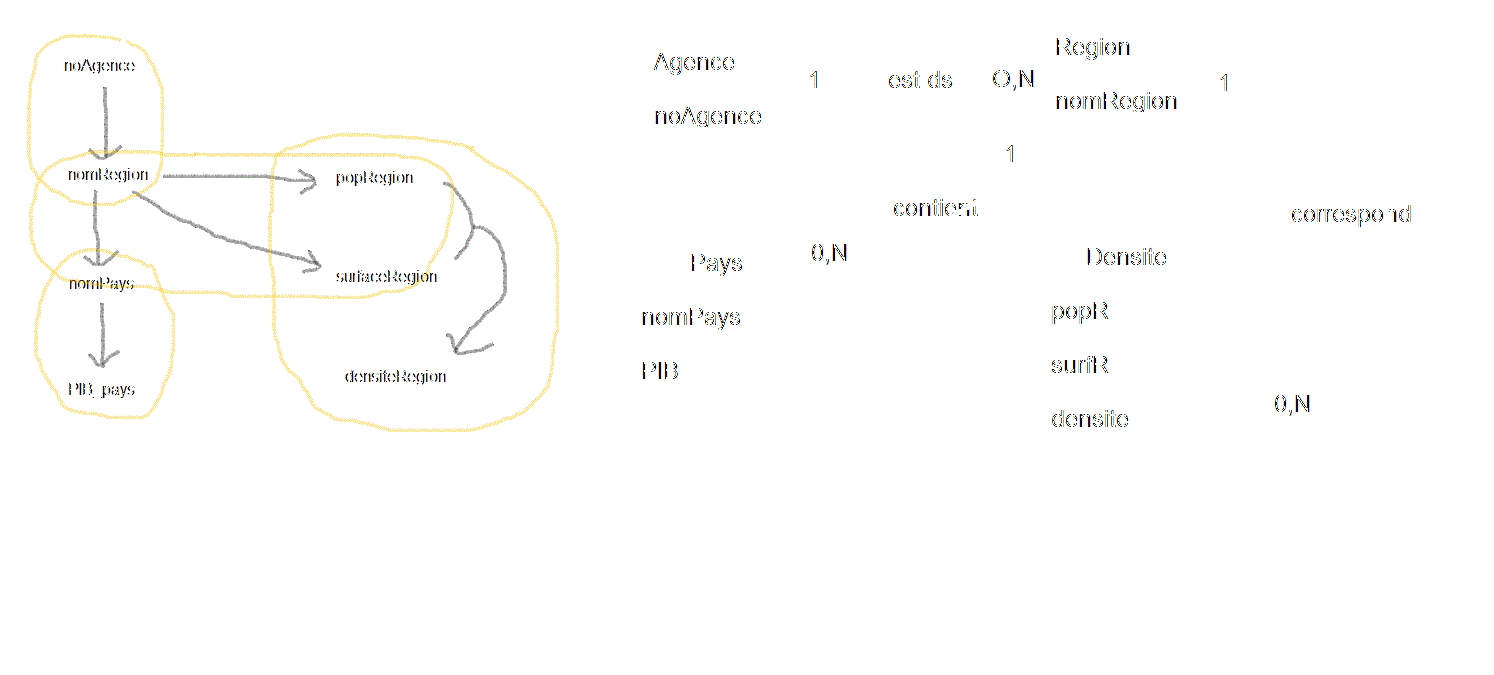 noAgence
nomRegion
popRegion
surfaceRegion
nomPays
densiteRegion
PIB_pays
Agence
1
est ds
O,N
Region
noAgence
nomRegion
1
1
contient
correspond
Pays
0,N
Densite
nomPays
popR
PIB
surfR
densite
0,N